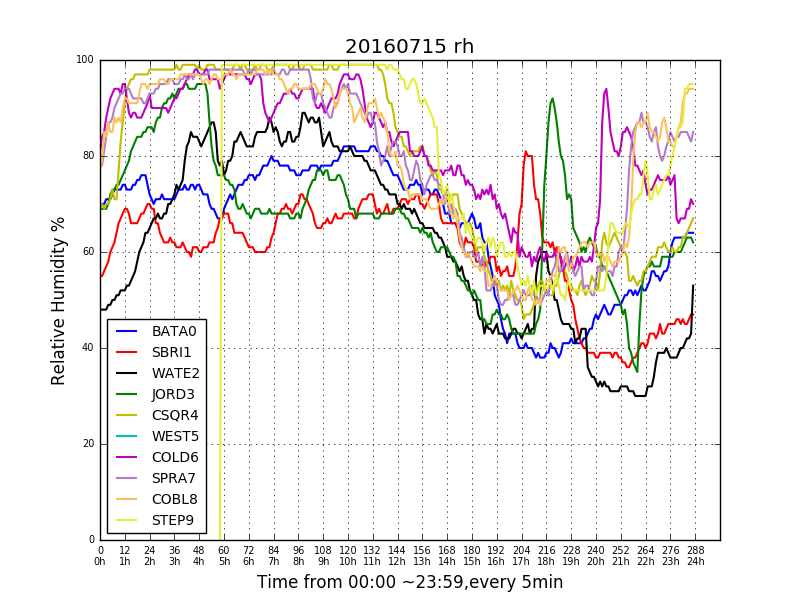 20160715 rh
Relative Humidity %
100
80
60
40
20
0
BATA0
SBRI1
WATE2
JORD3
CSQR4
WEST5
COLD6
SPRA7
COBL8
STEP9
0 12 24 36 48 60 72 84 96 108 120 132 144 156 168 180 192 204 216 228 240 252 264 276 288
0h 1h 2h 3h 4h 5h 6h 7h 8h 9h 10h 11h 12h 13h 14h 15h 16h 17h 18h 19h 20h 21h 22h 23h 24h
Time from 00:00 ~23:59,every 5min